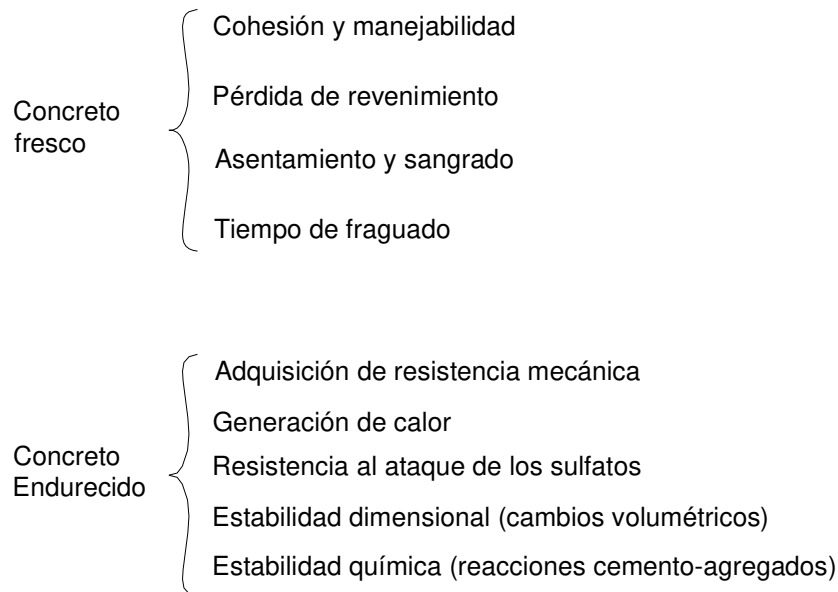 Cohesión y manejabilidad
Pérdida de revenimiento
Concreto
fresco
Asentamiento y sangrado
Tiempo de fraguado
Adquisición de resistencia mecánica
Generación de calor
Concreto
Endurecido
Resistencia al ataque de los sulfatos
Estabilidad dimensional (cambios volumétricos)
Estabilidad química (reacciones cemento-agregados)